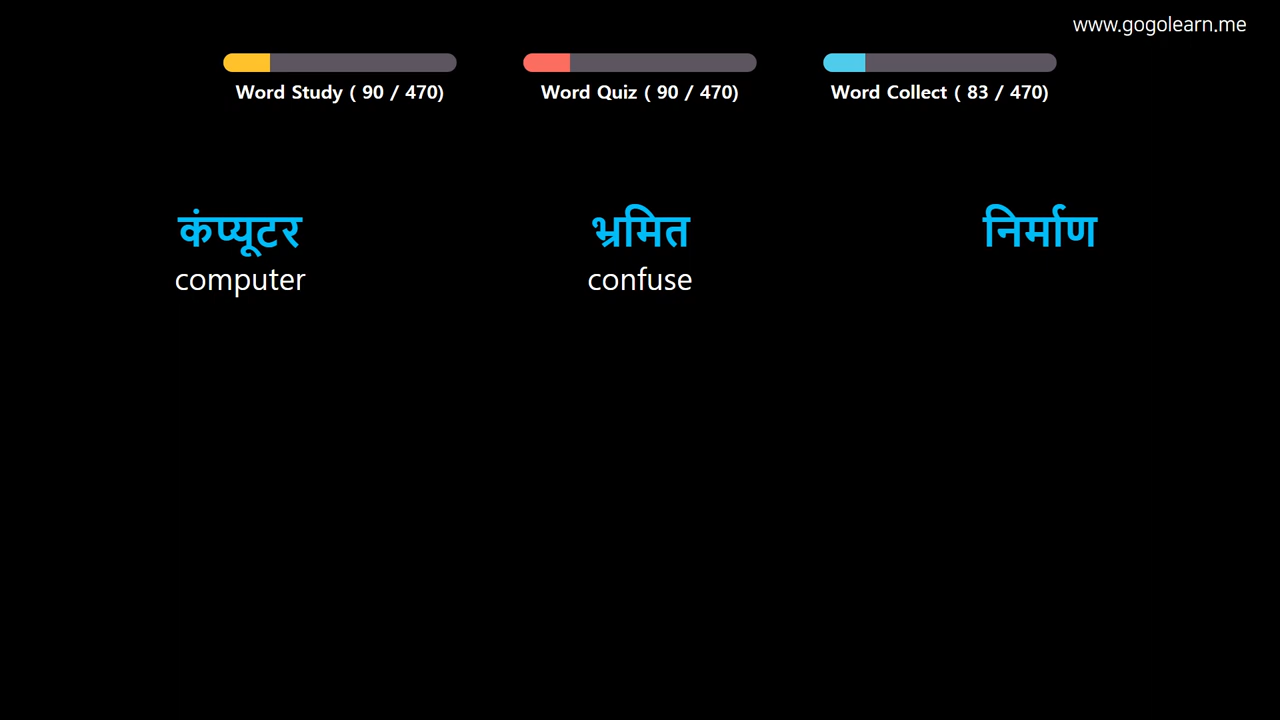 www.gogolearn.me
Word Study ( 90 / 470)
Word Quiz ( 90 / 470)
Word Collect ( 83 / 470)
कंप्यूटर
computer
भ्रमित
confuse
निर्माण